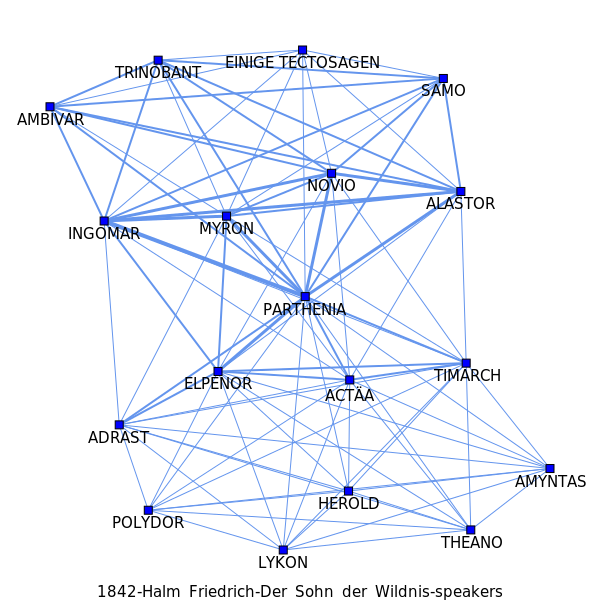 EINIGE TECTOSAGEN
TRINOBANT
SAMO
AMBIVAR
NOVIO
ALASTOR
MYRON
INGOMAR
PARTHENIA
TIMARCH
ELPENOR
ACTÄA
ADRAST
AMYNTAS
HEROLD
POLYDOR
THEANO
LYKON
1842-Halm Friedrich-Der Sohn der Wildnis-speakers